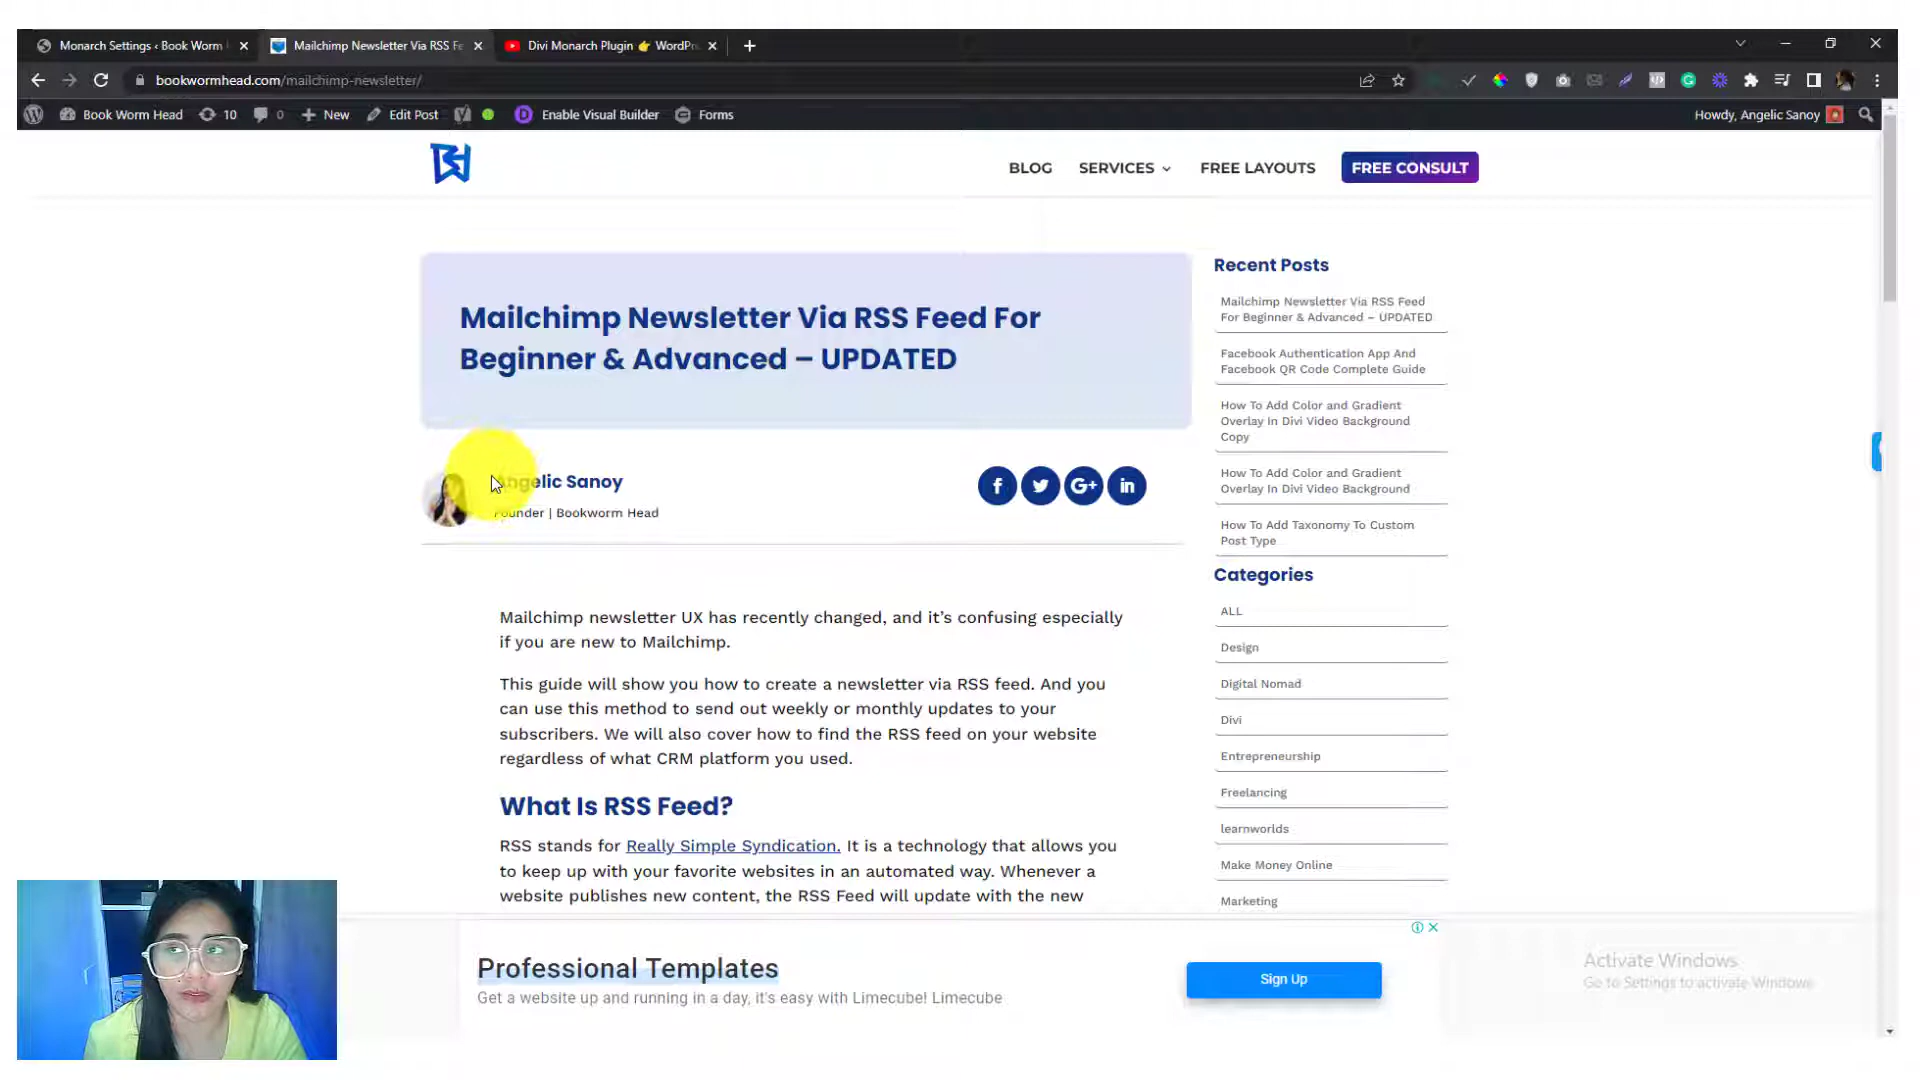 Monarch Settings ‹ Book Worm
Mailchimp Newsletter Via RSS Fe
Divi Monarch Plugin 👉 WordPr
bookwormhead.com/mailchimp-newsletter/
Book Worm Head
10
0
New
Edit Post
Enable Visual Builder
Forms
Howdy, Angelic Sanoy
BLOG
SERVICES
FREE LAYOUTS
FREE CONSULT
Mailchimp Newsletter Via RSS Feed For
Beginner & Advanced – UPDATED
Angelic Sanoy
Founder | Bookworm Head
Mailchimp newsletter UX has recently changed, and it's confusing especially
if you are new to Mailchimp.
This guide will show you how to create a newsletter via RSS feed. And you
can use this method to send out weekly or monthly updates to your
subscribers. We will also cover how to find the RSS feed on your website
regardless of what CRM platform you used.
What Is RSS Feed?
RSS stands for Really Simple Syndication. It is a technology that allows you
to keep up with your favorite websites in an automated way. Whenever a
website publishes new content, the RSS Feed will update with the new
Recent Posts
Mailchimp Newsletter Via RSS Feed
For Beginner & Advanced – UPDATED
Facebook Authentication App And
Facebook QR Code Complete Guide
How To Add Color and Gradient
Overlay In Divi Video Background
Copy
How To Add Color and Gradient
Overlay In Divi Video Background
How To Add Taxonomy To Custom
Post Type
Categories
ALL
Design
Digital Nomad
Divi
Entrepreneurship
Freelancing
learnworlds
Make Money Online
Marketing
Professional Templates
Get a website up and running in a day, it's easy with Limecube! Limecube
Sign Up
Activate Windows
Go to Settings to activate Windows.